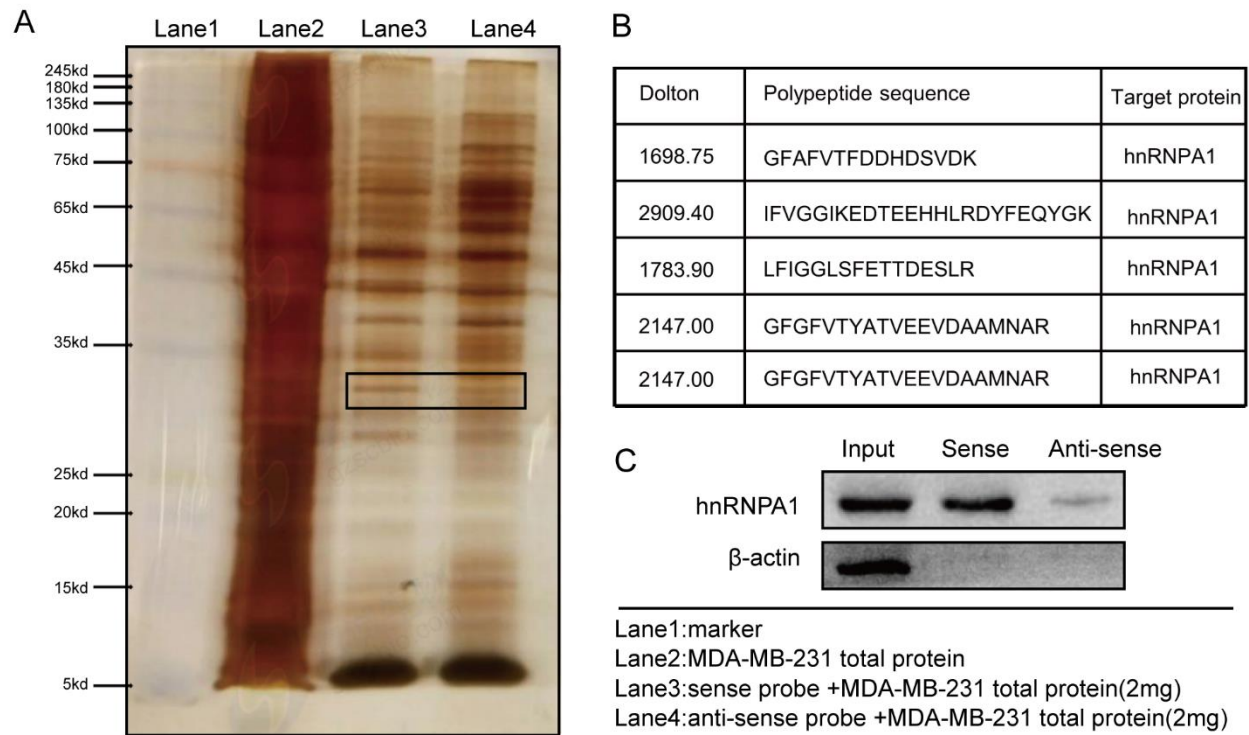 A
Lane1 Lane2 Lane3 Lane4
245kd
180kd
135kd
100kd
75kd
65kd
45kd
35kd
25kd
20kd
15kd
5kd
B
Dolton Polypeptide sequence Target protein
1698.75 GFAFVTFDDHDSVDK hnRNPA1
2909.40 IFVGGIKEDTEEHHLRDYFEQYGK hnRNPA1
1783.90 LFIGGLSFETTDESLR hnRNPA1
2147.00 GFGFVTYATVEEVDAAMNAR hnRNPA1
2147.00 GFGFVTYATVEEVDAAMNAR hnRNPA1
C
Input Sense Anti-sense
hnRNPA1
β-actin
Lane1:marker
Lane2:MDA-MB-231 total protein
Lane3:sense probe +MDA-MB-231 total protein(2mg)
Lane4:anti-sense probe +MDA-MB-231 total protein(2mg)